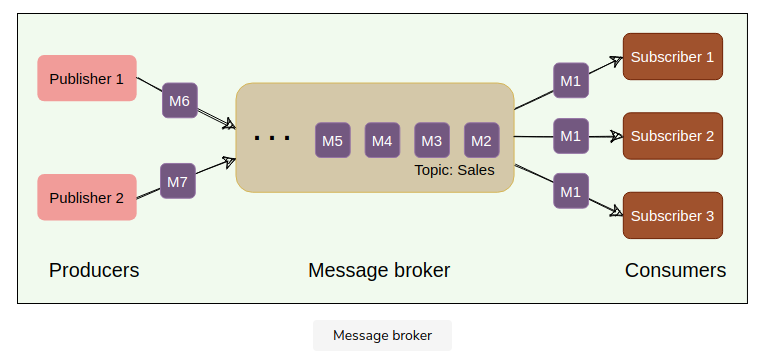 Publisher 1
M6
Publisher 2
M7
. . .
M5
M4
M3
M2
Topic: Sales
M1
Subscriber 1
M1
Subscriber 2
M1
Subscriber 3
Producers
Message broker
Consumers
Message broker